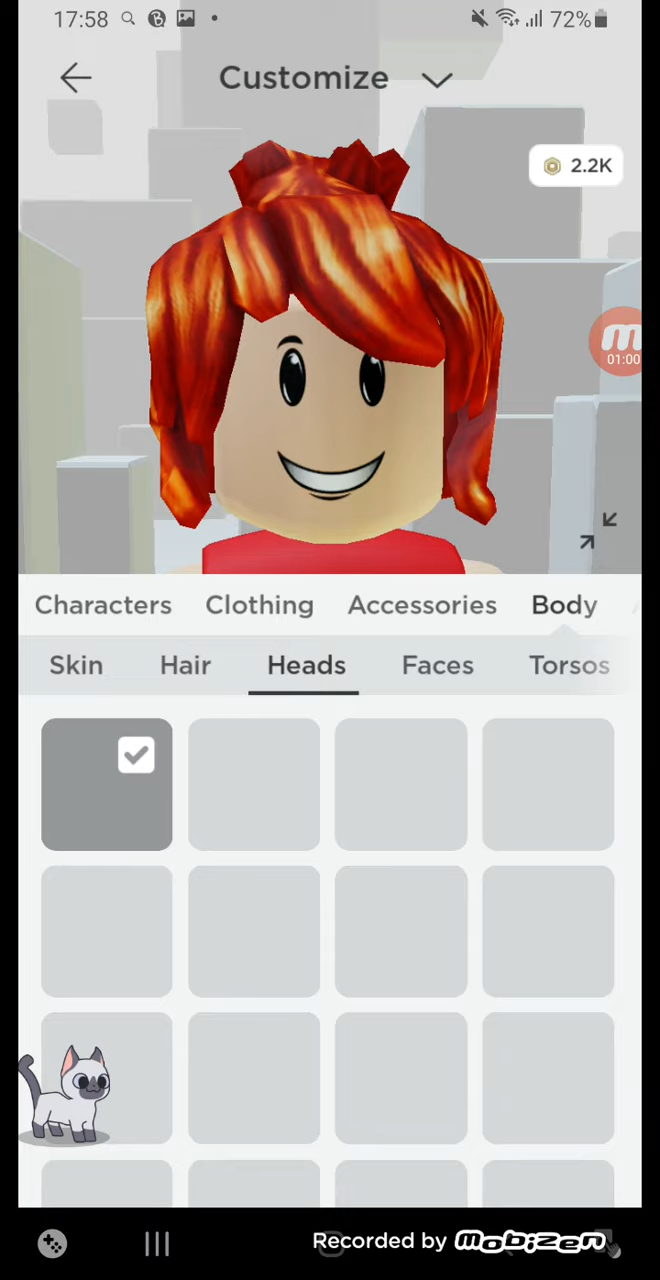 17:58
72%
Customize
2.2K
m
01:00
Characters Clothing Accessories Body
Skin Hair Heads Faces Torsos
Recorded by mobizen